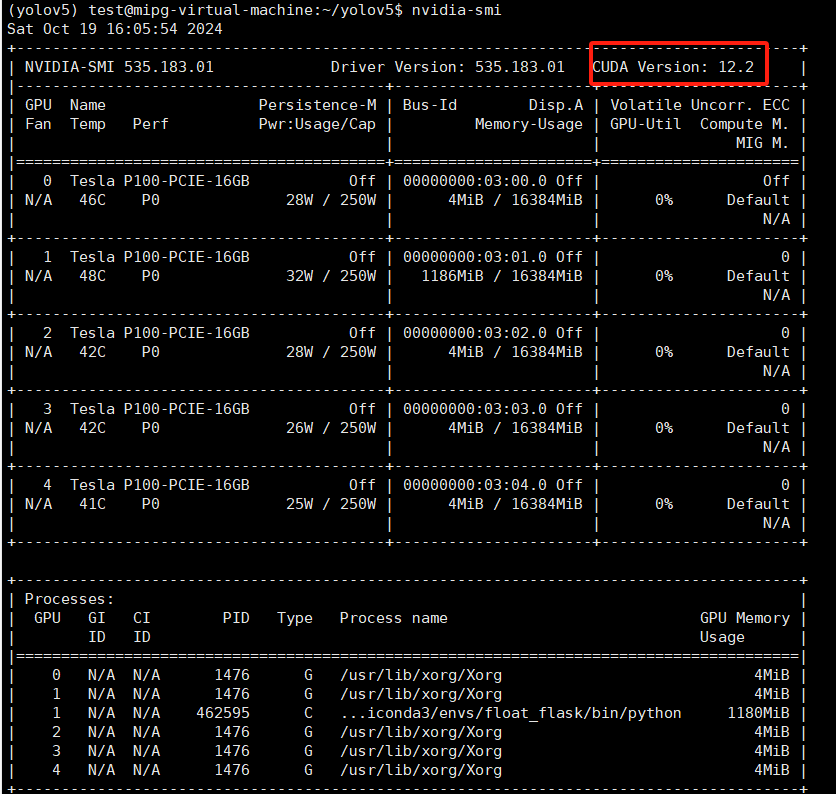 (yolov5) test@mipg-virtual-machine:~/yolov5$ nvidia-smi
Sat Oct 19 16:05:54 2024
+---------------------------------------------------------------------------------------+
| NVIDIA-SMI 535.183.01             Driver Version: 535.183.01   CUDA Version: 12.2     |
|-----------------------------------------+----------------------+----------------------+
| GPU  Name                 Persistence-M | Bus-Id        Disp.A | Volatile Uncorr. ECC |
| Fan  Temp   Perf          Pwr:Usage/Cap |         Memory-Usage | GPU-Util  Compute M. |
|                                         |                      |               MIG M. |
|=========================================+======================+======================|
|   0  Tesla P100-PCIE-16GB           Off | 00000000:03:00.0 Off |                  Off |
| N/A   46C    P0              28W / 250W |      4MiB / 16384MiB |      0%      Default |
|                                         |                      |                  N/A |
+-----------------------------------------+----------------------+----------------------+
|   1  Tesla P100-PCIE-16GB           Off | 00000000:03:01.0 Off |                    0 |
| N/A   48C    P0              32W / 250W |   1186MiB / 16384MiB |      0%      Default |
|                                         |                      |                  N/A |
+-----------------------------------------+----------------------+----------------------+
|   2  Tesla P100-PCIE-16GB           Off | 00000000:03:02.0 Off |                    0 |
| N/A   42C    P0              28W / 250W |      4MiB / 16384MiB |      0%      Default |
|                                         |                      |                  N/A |
+-----------------------------------------+----------------------+----------------------+
|   3  Tesla P100-PCIE-16GB           Off | 00000000:03:03.0 Off |                    0 |
| N/A   42C    P0              26W / 250W |      4MiB / 16384MiB |      0%      Default |
|                                         |                      |                  N/A |
+-----------------------------------------+----------------------+----------------------+
|   4  Tesla P100-PCIE-16GB           Off | 00000000:03:04.0 Off |                    0 |
| N/A   41C    P0              25W / 250W |      4MiB / 16384MiB |      0%      Default |
|                                         |                      |                  N/A |
+-----------------------------------------+----------------------+----------------------+

+---------------------------------------------------------------------------------------+
| Processes:                                                                            |
|  GPU   GI   CI        PID   Type   Process name                            GPU Memory |
|        ID   ID                                                             Usage      |
|=======================================================================================|
|    0   N/A  N/A      1476      G   /usr/lib/xorg/Xorg                            4MiB |
|    1   N/A  N/A      1476      G   /usr/lib/xorg/Xorg                            4MiB |
|    1   N/A  N/A    462595      C   ...iconda3/envs/float_flask/bin/python     1180MiB |
|    2   N/A  N/A      1476      G   /usr/lib/xorg/Xorg                            4MiB |
|    3   N/A  N/A      1476      G   /usr/lib/xorg/Xorg                            4MiB |
|    4   N/A  N/A      1476      G   /usr/lib/xorg/Xorg                            4MiB |
+---------------------------------------------------------------------------------------+